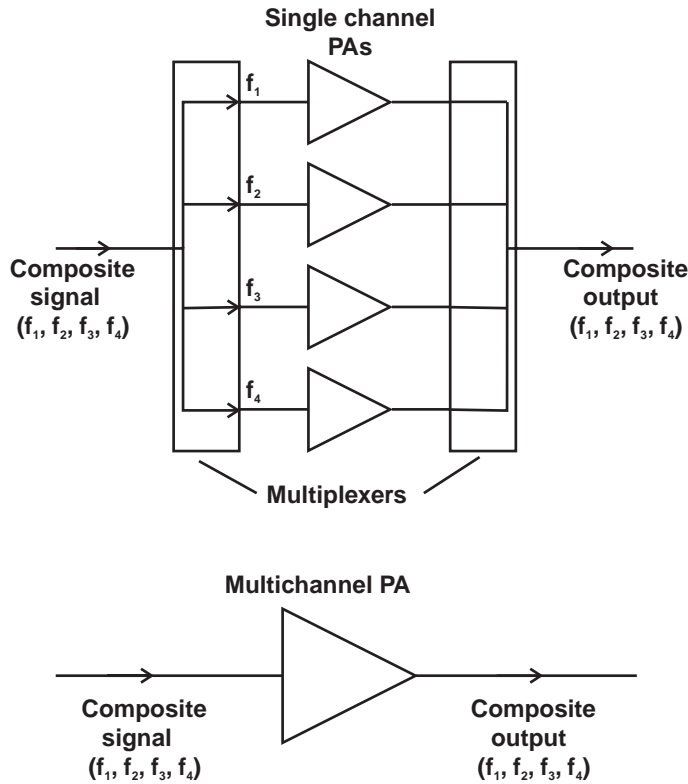 Single channel
PAs
f₁
f₂
Composite
signal
(f₁, f₂, f₃, f₄)
f₃
f₄
Composite
output
(f₁, f₂, f₃, f₄)
Multiplexers
Multichannel PA
Composite
signal
(f₁, f₂, f₃, f₄)
Composite
output
(f₁, f₂, f₃, f₄)